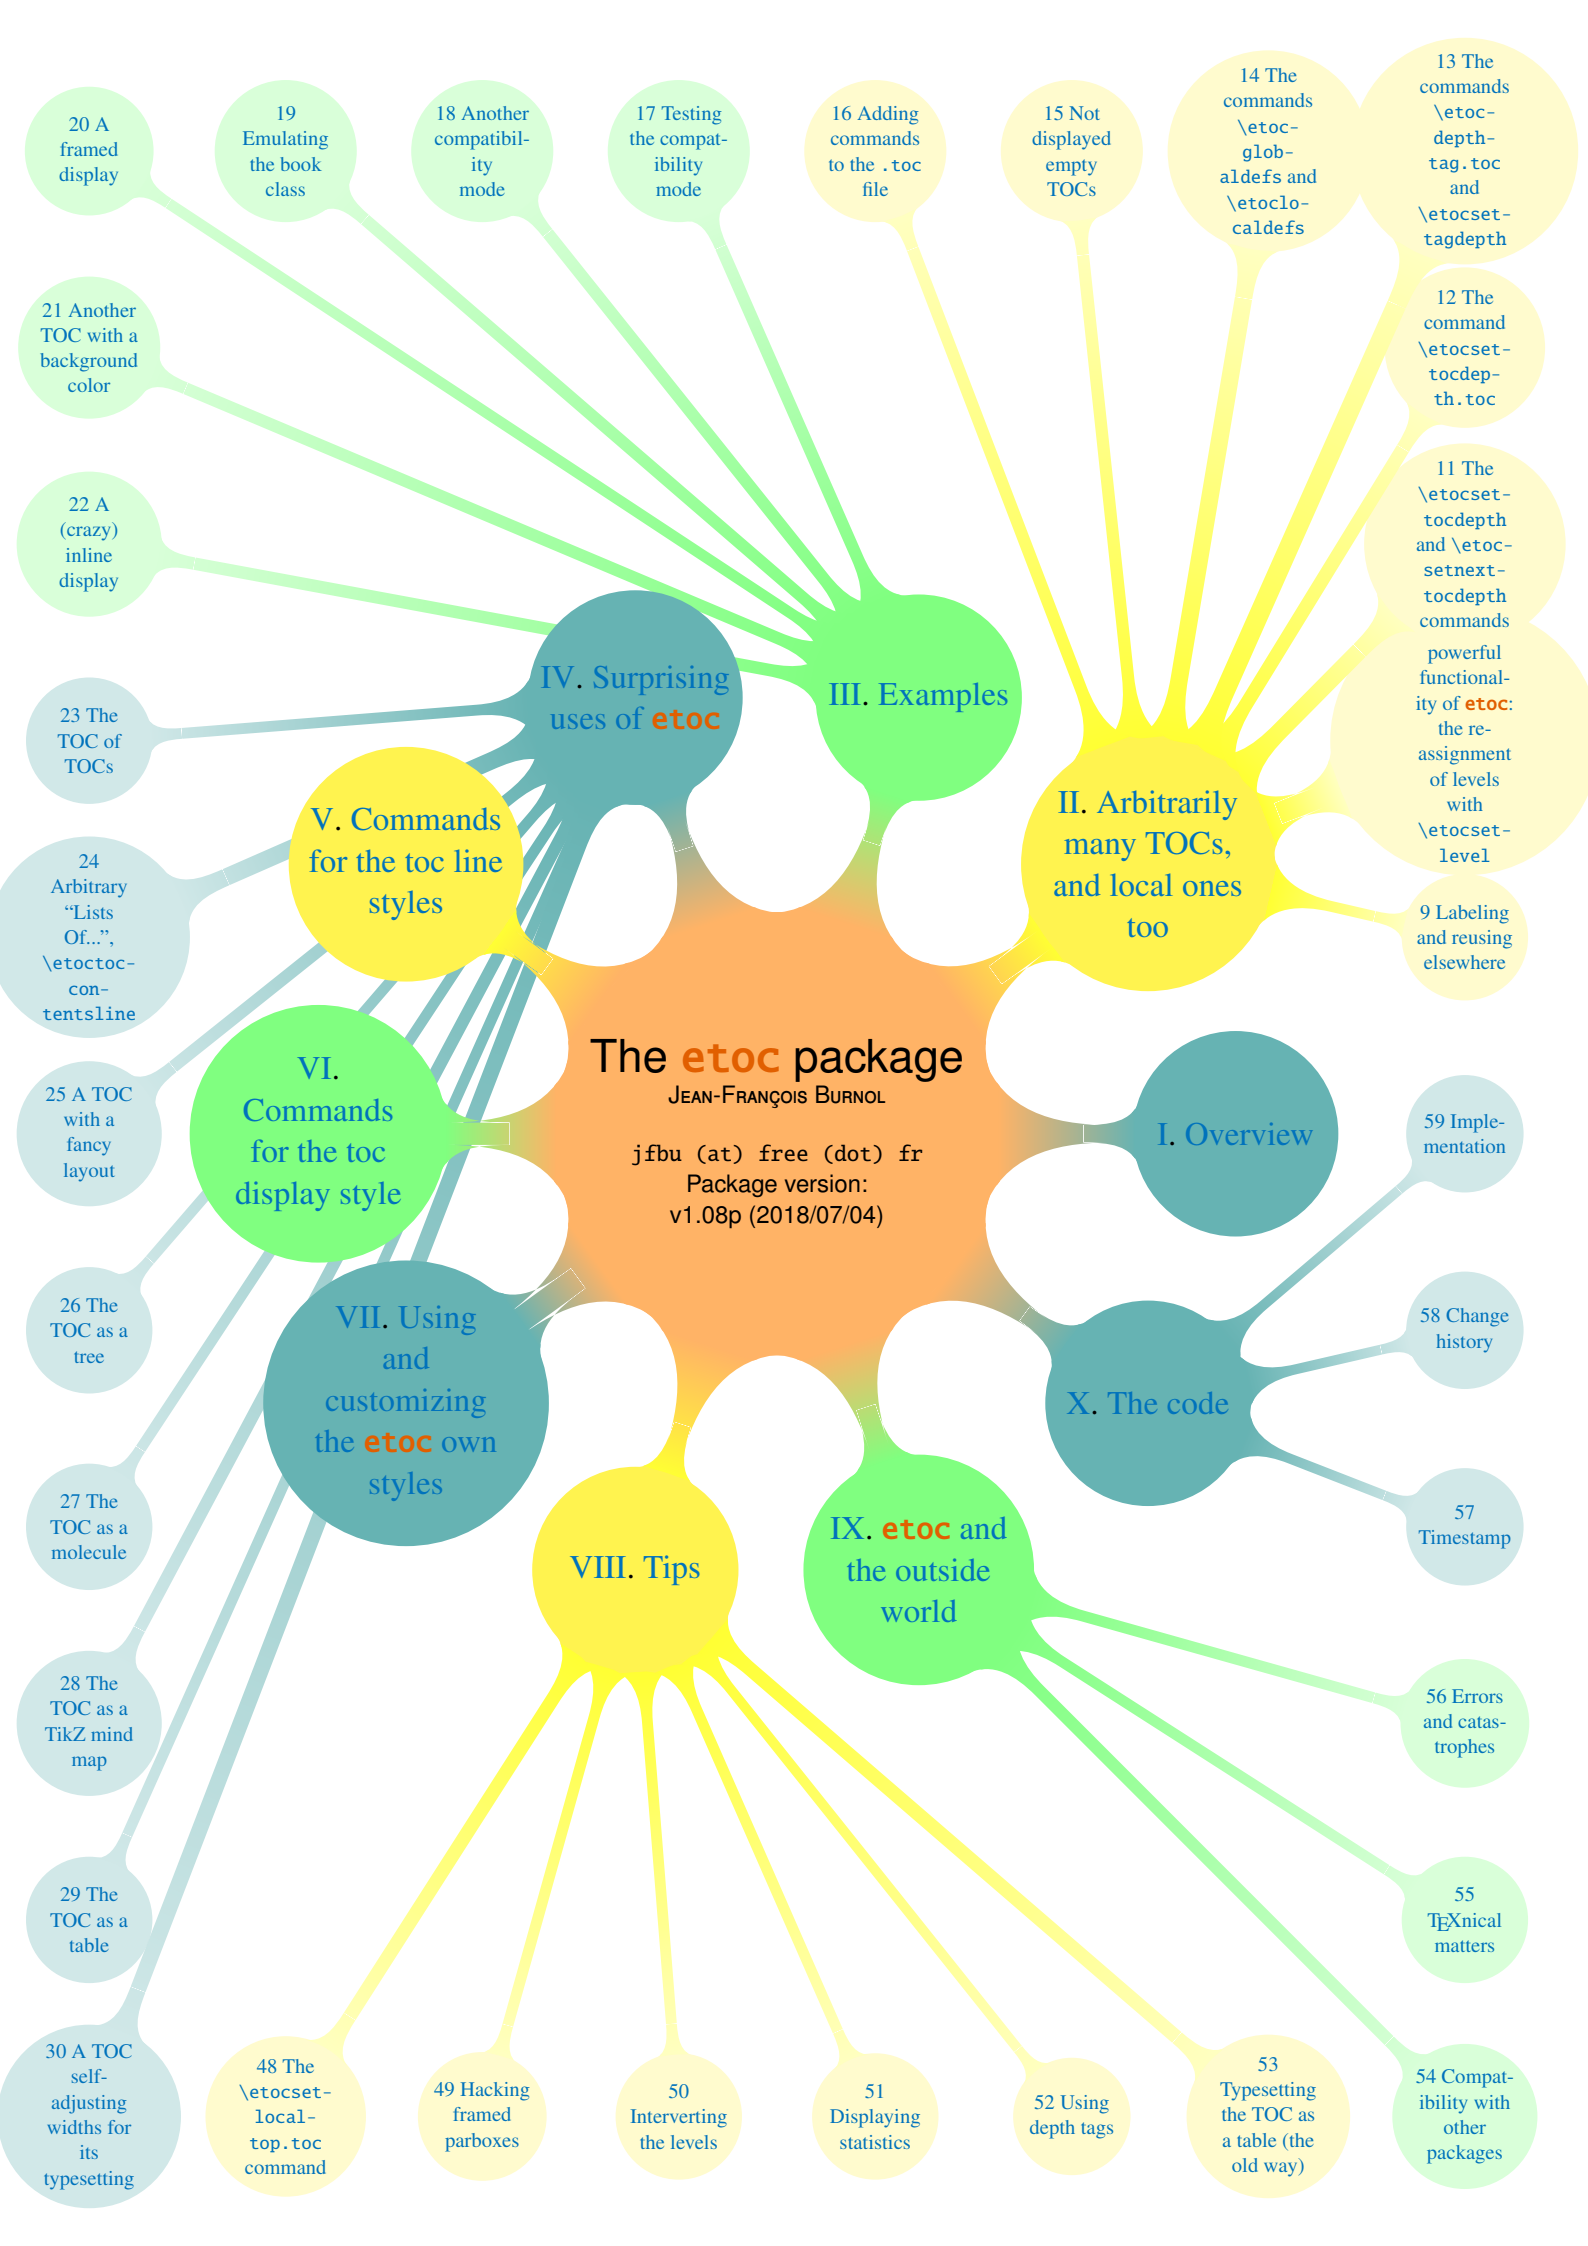 The etoc package
JEAN-FRANÇOIS BURNOL
jfbu (at) free (dot) fr
Package version:
v1.08p (2018/07/04)
I. Overview
II. Arbitrarily
many TOCs,
and local ones
too
9 Labeling
and reusing
elsewhere
powerful
functional-
ity of etoc:
the re-
assignment
of levels
with
\etocset-
level
11 The
\etocset-
tocdepth
and \etoc-
setnext-
tocdepth
commands
12 The
command
\etocset-
tocdep-
th.toc
13 The
commands
\etoc-
depth-
tag.toc
and
\etocset-
tagdepth
14 The
commands
\etoc-
glob-
aldefs and
\etoclo-
caldefs
15 Not
displayed
empty
TOCs
16 Adding
commands
to the .toc
file
III. Examples
17 Testing
the compat-
ibility
mode
18 Another
compatibil-
ity
mode
19
Emulating
the book
class
20 A
framed
display
21 Another
TOC with a
background
color
22 A
(crazy)
inline
display
IV. Surprising
uses of etoc
23 The
TOC of
TOCs
24
Arbitrary
“Lists
Of...”,
\etoctoc-
con-
tentsline
25 A TOC
with a
fancy
layout
26 The
TOC as a
tree
27 The
TOC as a
molecule
28 The
TOC as a
TikZ mind
map
29 The
TOC as a
table
30 A TOC
self-
adjusting
widths for
its
typesetting
V. Commands
for the toc line
styles
VI.
Commands
for the toc
display style
VII. Using
and
customizing
the etoc own
styles
VIII. Tips
48 The
\etocset-
local-
top.toc
command
49 Hacking
framed
parboxes
50
Interverting
the levels
51
Displaying
statistics
52 Using
depth tags
53
Typesetting
the TOC as
a table (the
old way)
IX. etoc and
the outside
world
54 Compat-
ibility with
other
packages
55
TEXnical
matters
56 Errors
and catas-
trophes
X. The code
57
Timestamp
58 Change
history
59 Imple-
mentation